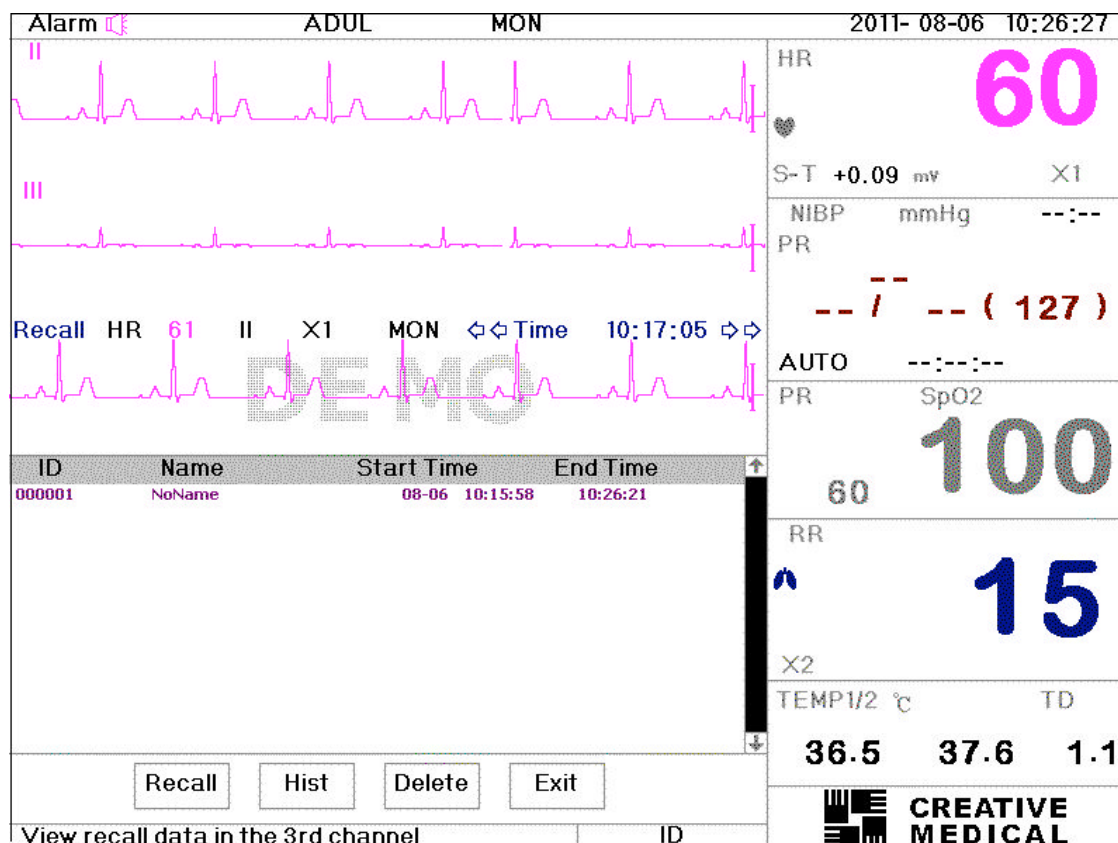 Alarm ADUL MON 2011- 08-06 10:26:27
II
HR 60
S-T +0.09 mV X1
III
NIBP mmHg --:--
PR
--/-- -- ( 127 )
AUTO --:--:--
Recall HR 61 II X1 MON Time 10:17:05
DEMO
PR SpO2
60 100
ID Name Start Time End Time
000001 NoName 08-06 10:15:58 10:26:21
RR
15
X2
TEMP1/2 ℃ TD
36.5 37.6 1.1
Recall Hist Delete Exit
View recall data in the 3rd channel ID
CREATIVE
MEDICAL